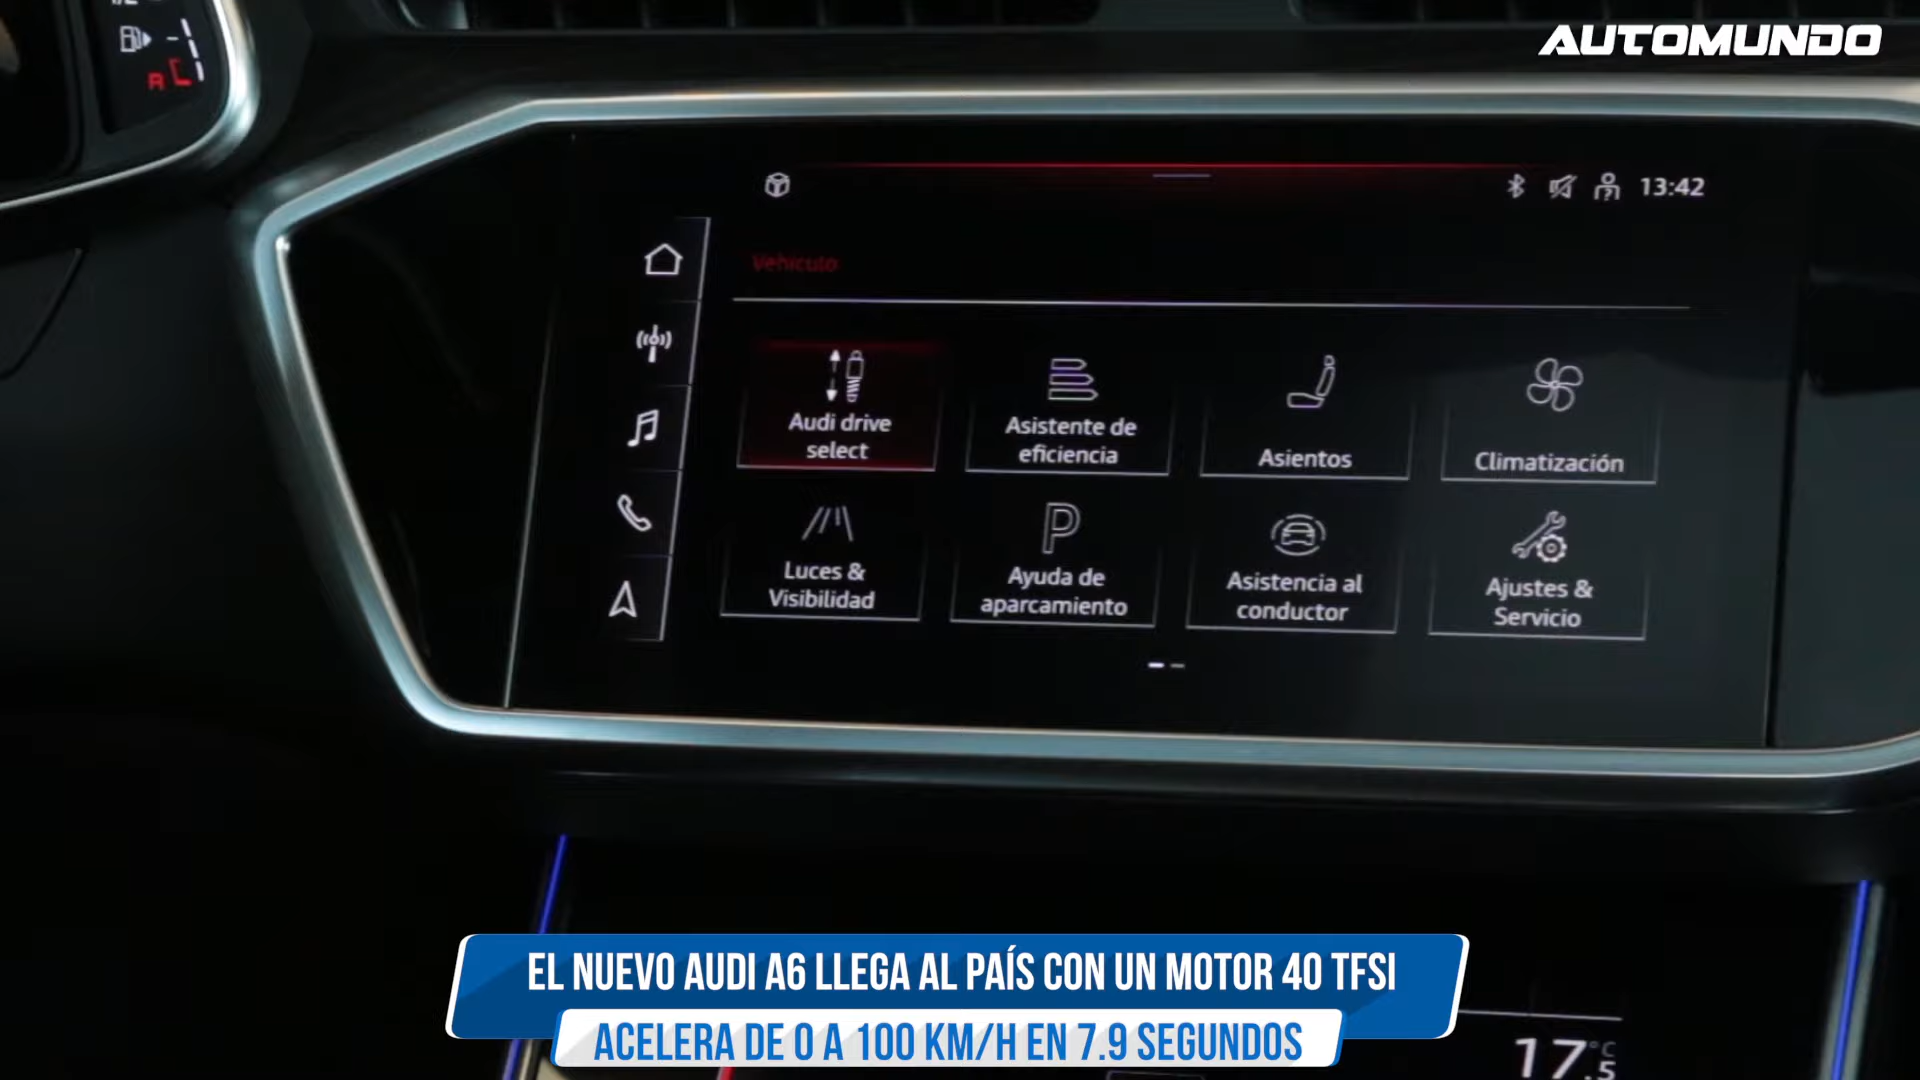 AUTOMUNDO
13:42
Vehículo
Audi drive
select
Asistente de
eficiencia
Asientos
Climatización
Luces &
Visibilidad
P
Ayuda de
aparcamiento
Asistencia al
conductor
Ajustes &
Servicio
EL NUEVO AUDI A6 LLEGA AL PAÍS CON UN MOTOR 40 TFSI
ACELERA DE 0 A 100 KM/H EN 7.9 SEGUNDOS
17.5°C